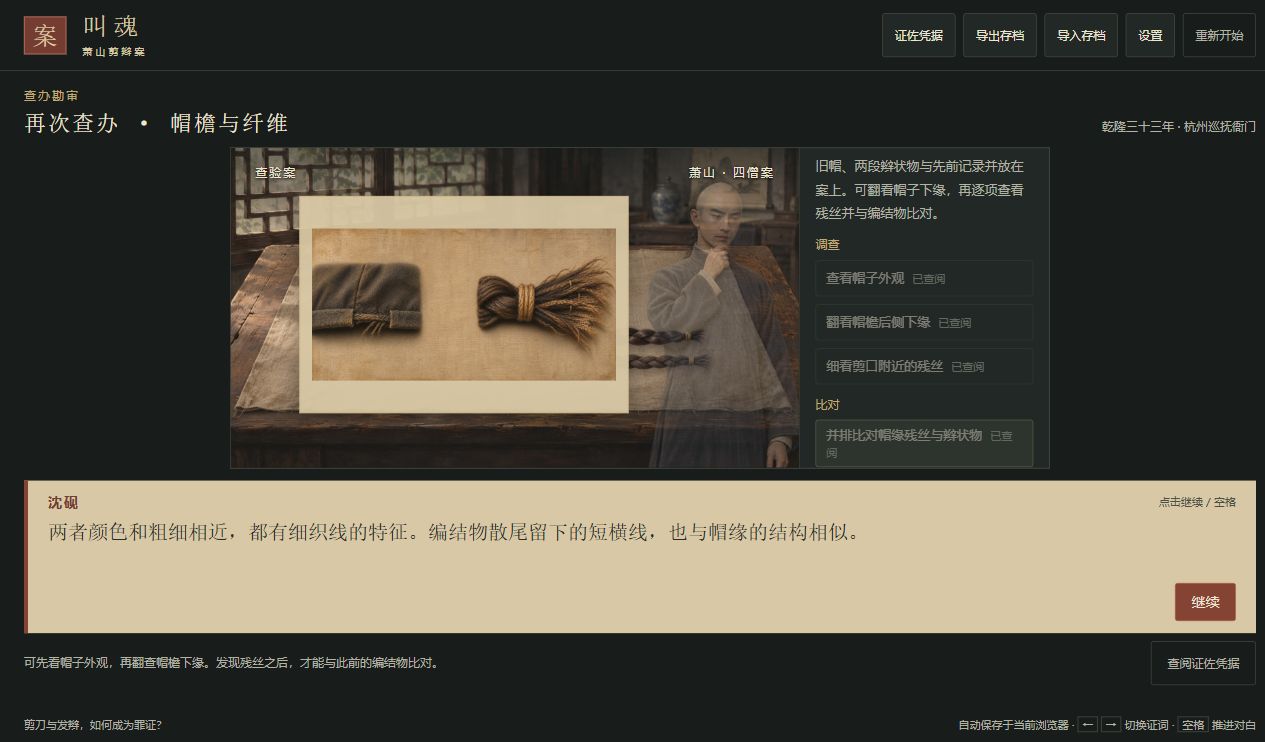 案
叫魂
萧山剪辫案
证佐凭据
导出存档
导入存档
设置
重新开始
查办勘审
再次查办 · 帽檐与纤维
乾隆三十三年 · 杭州巡抚衙门
查验案
萧山 · 四僧案
旧帽、两段辫状物与先前记录并放在
案上。可翻看帽子下缘，再逐项查看
残丝并与编结物比对。
调查
查看帽子外观 已查阅
翻看帽檐后侧下缘 已查阅
细看剪口附近的残丝 已查阅
比对
并排比对帽缘残丝与辫状物 已查
阅
沈砚
点击继续 / 空格
两者颜色和粗细相近，都有细织线的特征。编结物散尾留下的短横线，也与帽缘的结构相似。
继续
可先看帽子外观，再翻查帽檐下缘。发现残丝之后，才能与此前的编结物比对。
查阅证佐凭据
剪刀与发辫，如何成为罪证？
自动保存于当前浏览器 · ← → 切换证词 · 空格 推进对白